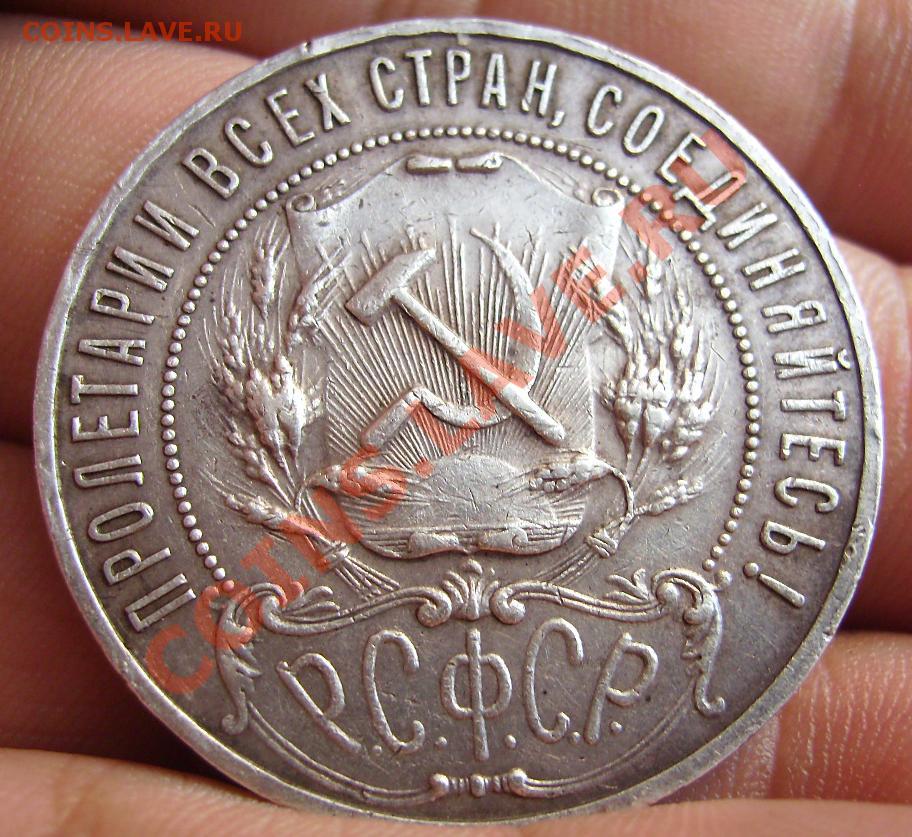 COINS.LAVE.RU
ПРОЛЕТАРИИ ВСЕХ СТРАН, СОЕДИНЯЙТЕСЬ!
COINS.LAVE.RU
Р.С.Ф.С.Р.